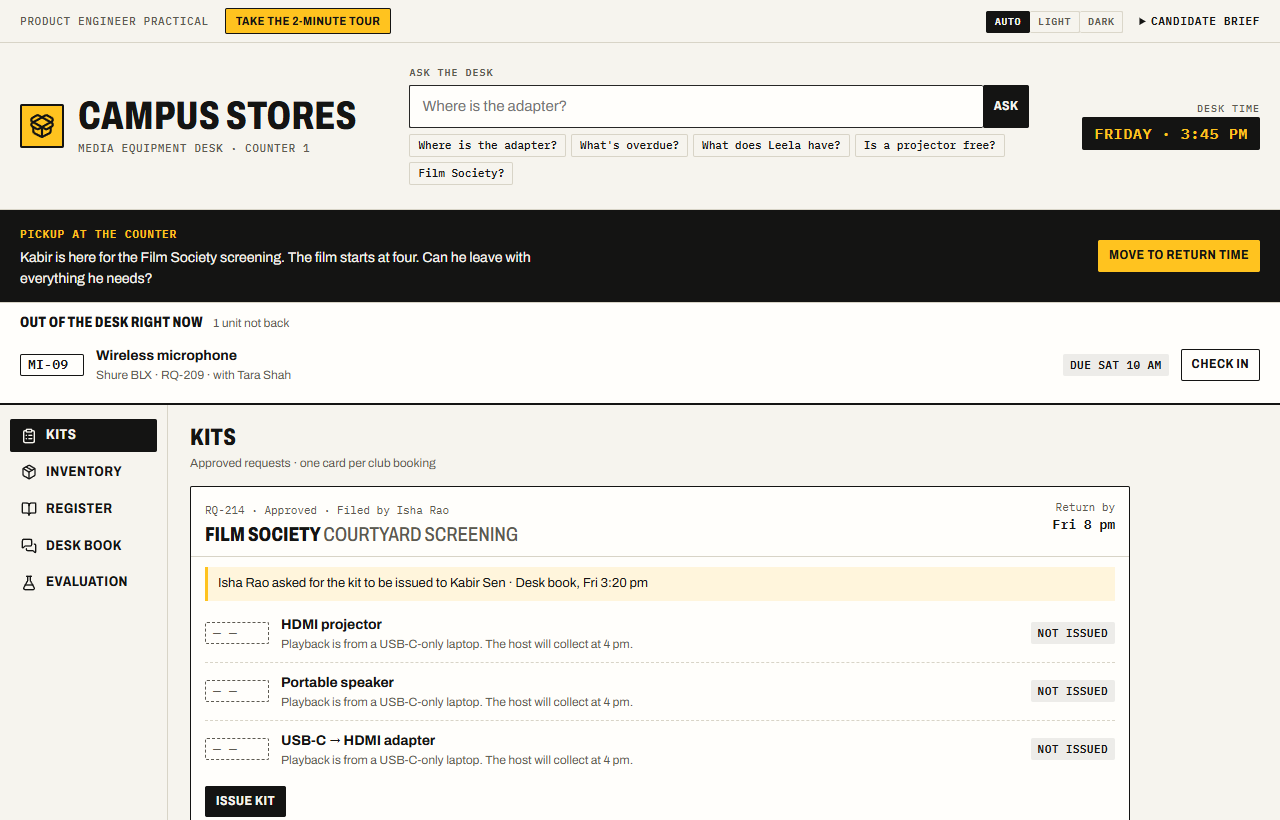 PRODUCT ENGINEER PRACTICAL
TAKE THE 2-MINUTE TOUR
AUTO
LIGHT
DARK
CANDIDATE BRIEF
CAMPUS STORES
MEDIA EQUIPMENT DESK · COUNTER 1
ASK THE DESK
Where is the adapter?
ASK
Where is the adapter?
What's overdue?
What does Leela have?
Is a projector free?
Film Society?
DESK TIME
FRIDAY · 3:45 PM
PICKUP AT THE COUNTER
Kabir is here for the Film Society screening. The film starts at four. Can he leave with
everything he needs?
MOVE TO RETURN TIME
OUT OF THE DESK RIGHT NOW
1 unit not back
MI-09
Wireless microphone
Shure BLX · RQ-209 · with Tara Shah
DUE SAT 10 AM
CHECK IN
KITS
INVENTORY
REGISTER
DESK BOOK
EVALUATION
KITS
Approved requests · one card per club booking
RQ-214 · Approved · Filed by Isha Rao
FILM SOCIETY COURTYARD SCREENING
Return by
Fri 8 pm
Isha Rao asked for the kit to be issued to Kabir Sen · Desk book, Fri 3:20 pm
— —
HDMI projector
Playback is from a USB-C-only laptop. The host will collect at 4 pm.
NOT ISSUED
— —
Portable speaker
Playback is from a USB-C-only laptop. The host will collect at 4 pm.
NOT ISSUED
— —
USB-C → HDMI adapter
Playback is from a USB-C-only laptop. The host will collect at 4 pm.
NOT ISSUED
ISSUE KIT